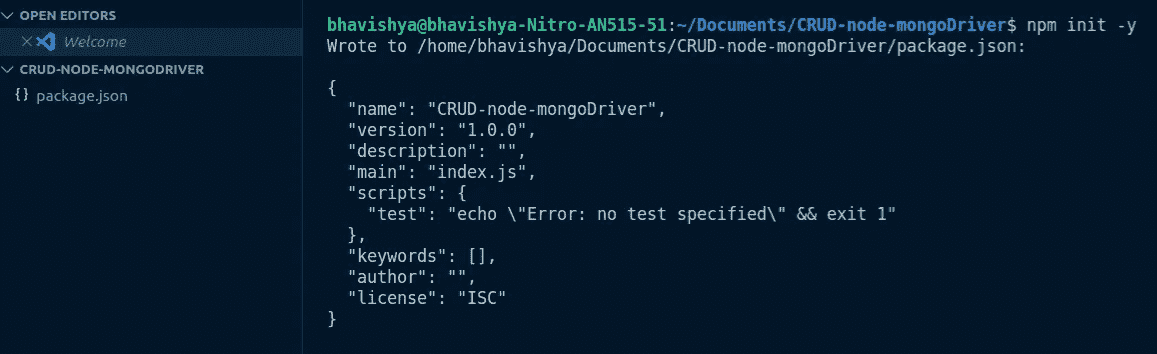 OPEN EDITORS
Welcome
CRUD-NODE-MONGODRIVER
{} package.json
bhavishya@bhavishya-Nitro-AN515-51:~/Documents/CRUD-node-mongoDriver$ npm init -y
Wrote to /home/bhavishya/Documents/CRUD-node-mongoDriver/package.json:
{
  "name": "CRUD-node-mongoDriver",
  "version": "1.0.0",
  "description": "",
  "main": "index.js",
  "scripts": {
    "test": "echo \"Error: no test specified\" && exit 1"
  },
  "keywords": [],
  "author": "",
  "license": "ISC"
}